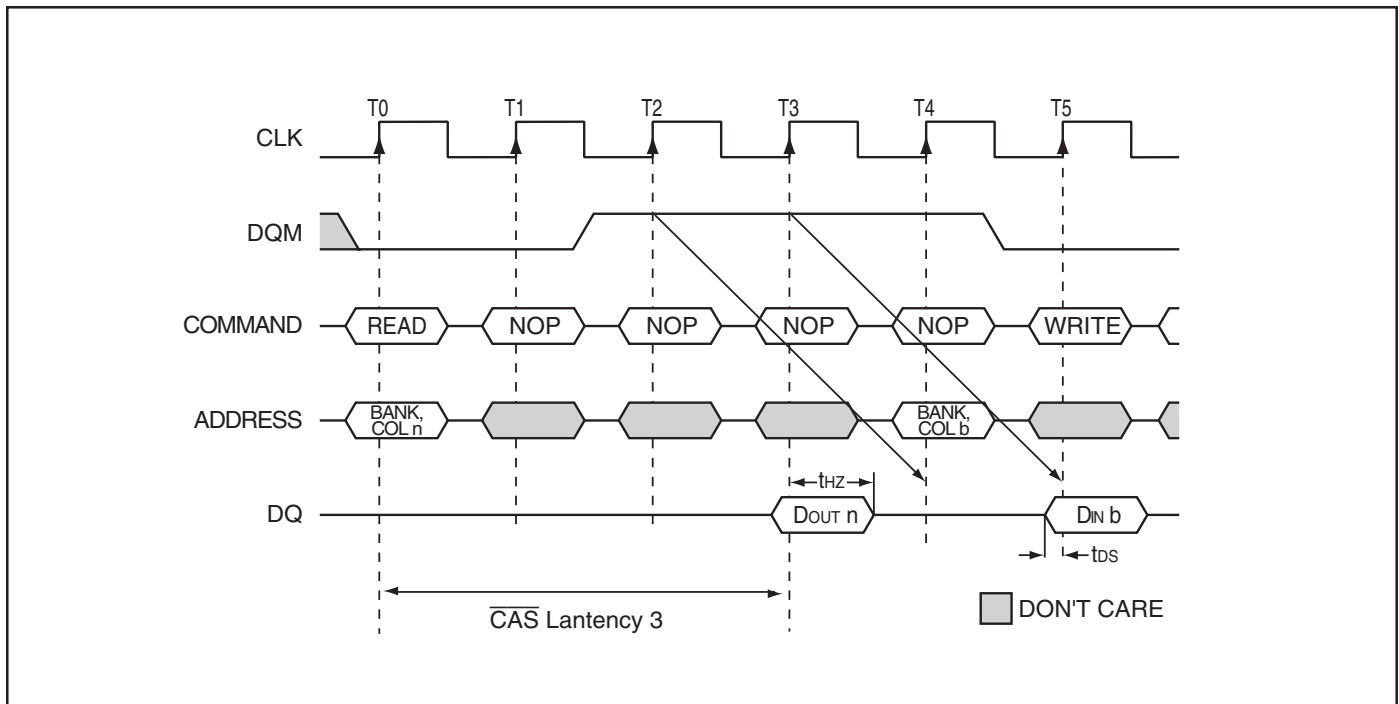 T0 T1 T2 T3 T4 T5
CLK
DQM
COMMAND READ NOP NOP NOP NOP WRITE
ADDRESS BANK, COL n BANK, COL b
tHZ
DQ DOUT n DIN b
tDS
CAS Lantency 3
DON'T CARE